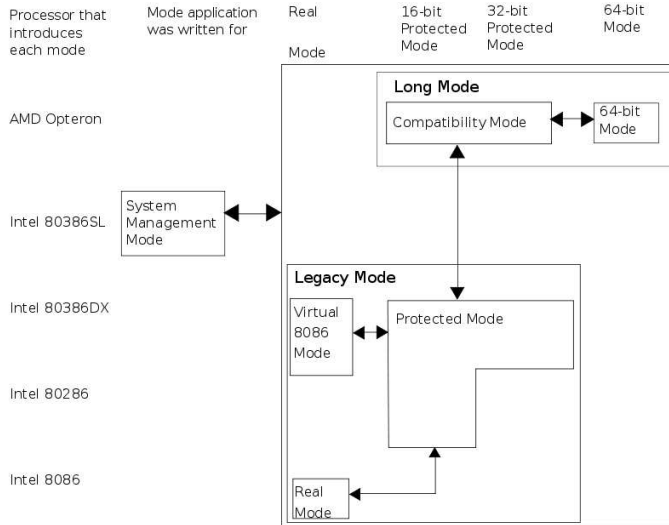 Processor that
introduces
each mode
Mode application
was written for
Real
Mode
16-bit
Protected
Mode
32-bit
Protected
Mode
64-bit
Mode
Long Mode
AMD Opteron
Compatibility Mode
64-bit
Mode
Intel 80386SL
System
Management
Mode
Legacy Mode
Intel 80386DX
Virtual
8086
Mode
Protected Mode
Intel 80286
Intel 8086
Real
Mode